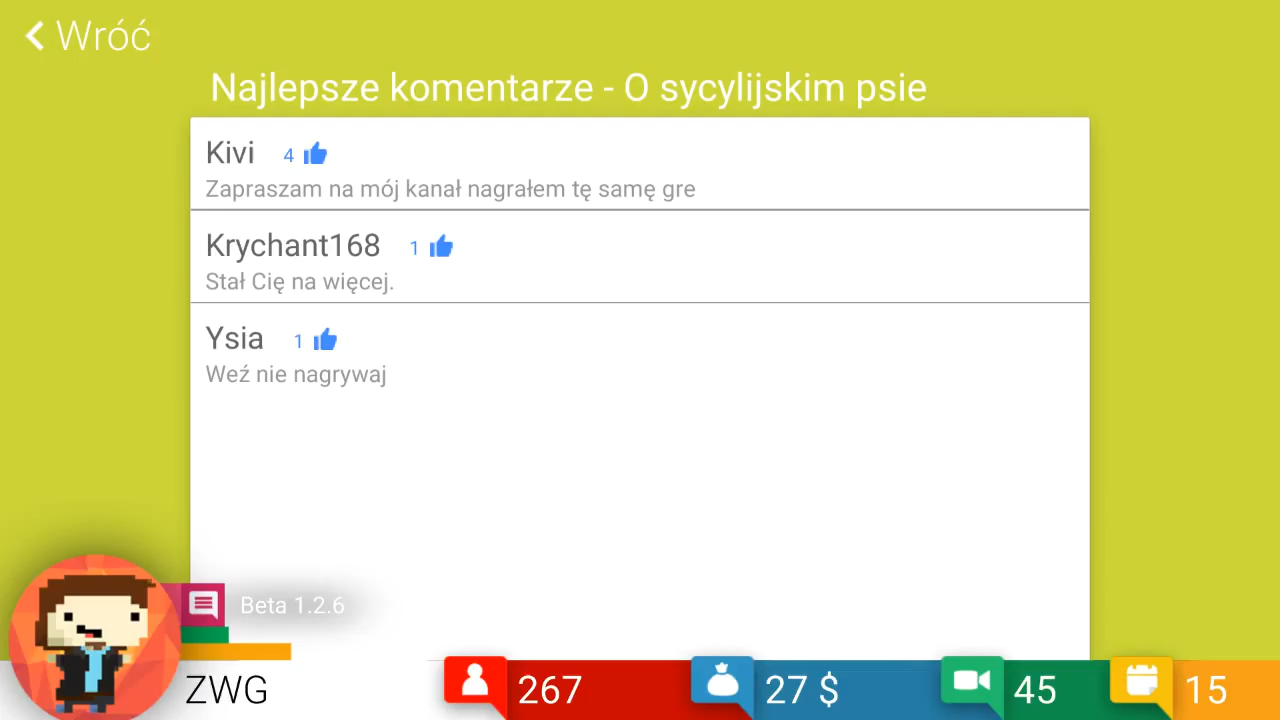 Wróć
Najlepsze komentarze - O sycylijskim psie
Kivi 4
Zapraszam na mój kanał nagrałem tę samę gre
Krychant168 1
Stał Cię na więcej.
Ysia 1
Weź nie nagrywaj
Beta 1.2.6
ZWG 267 27 $ 45 15